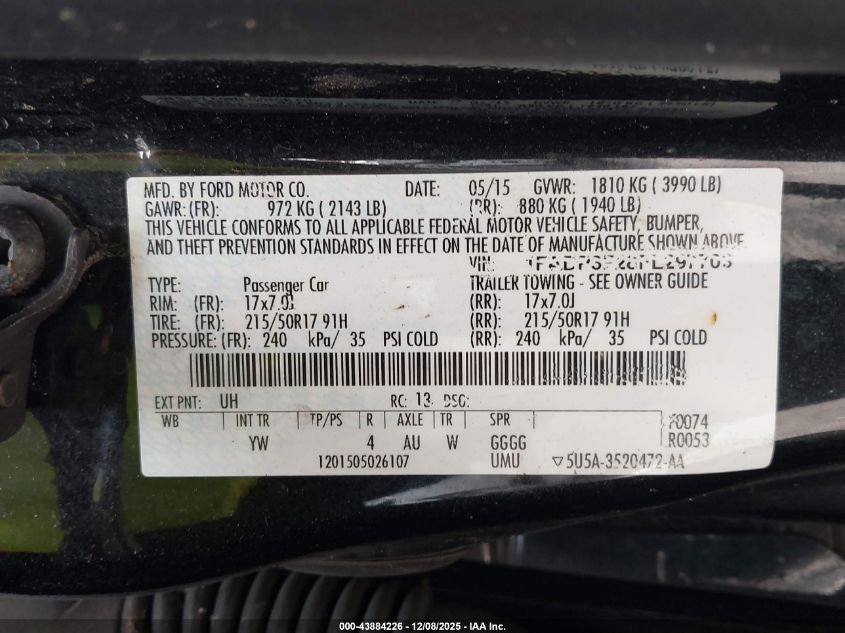 MFD. BY FORD MOTOR CO. DATE: 05/15 GVWR: 1810 KG ( 3990 LB)
GAWR: (FR): 972 KG ( 2143 LB) (RR): 880 KG ( 1940 LB)
THIS VEHICLE CONFORMS TO ALL APPLICABLE FEDERAL MOTOR VEHICLE SAFETY, BUMPER,
AND THEFT PREVENTION STANDARDS IN EFFECT ON THE DATE OF MANUFACTURE SHOWN ABOVE.
VIN:
TYPE: Passenger Car TRAILER TOWING - SEE OWNER GUIDE
RIM: (FR): 17x7.0J (RR): 17x7.0J
TIRE: (FR): 215/50R17 91H (RR): 215/50R17 91H
PRESSURE: (FR): 240 kPa/ 35 PSI COLD (RR): 240 kPa/ 35 PSI COLD
EXT PNT: UH RC: 13 DSO:
WB INT TR TP/PS R AXLE TR SPR
YW 4 AU W GGGG R0053
1201505026107 UMU ▽5U5A-3520472-AA
000-43884226 - 12/08/2025 - IAA Inc.